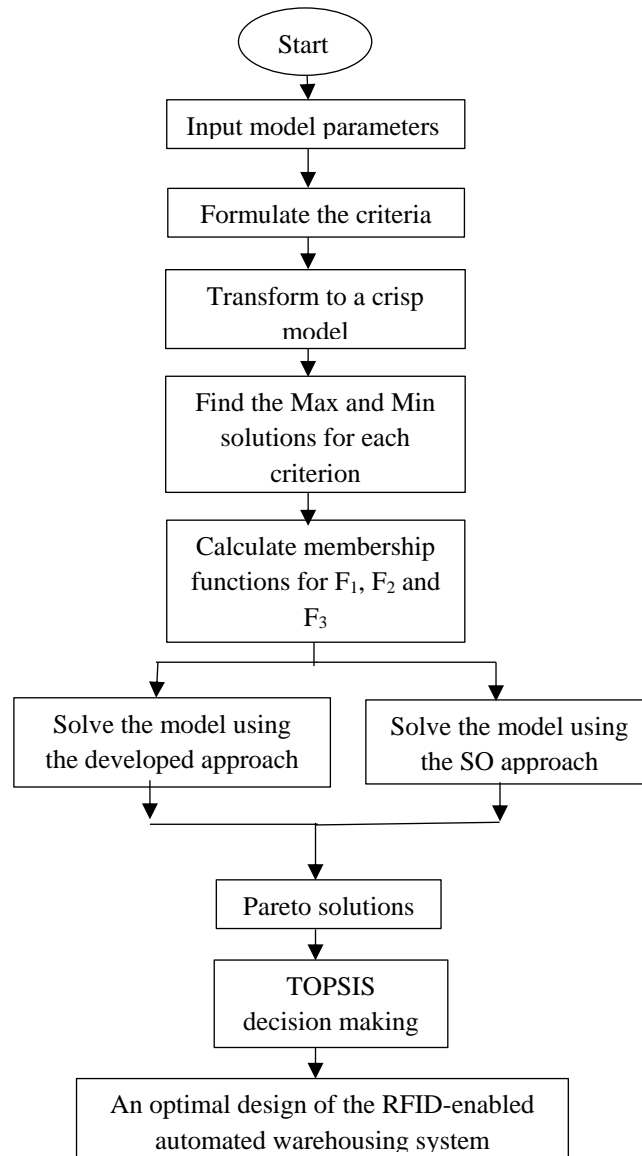 Start
Input model parameters
Formulate the criteria
Transform to a crisp
model
Find the Max and Min
solutions for each
criterion
Calculate membership
functions for F₁, F₂ and
F₃
Solve the model using
the developed approach
Solve the model using
the SO approach
Pareto solutions
TOPSIS
decision making
An optimal design of the RFID-enabled
automated warehousing system